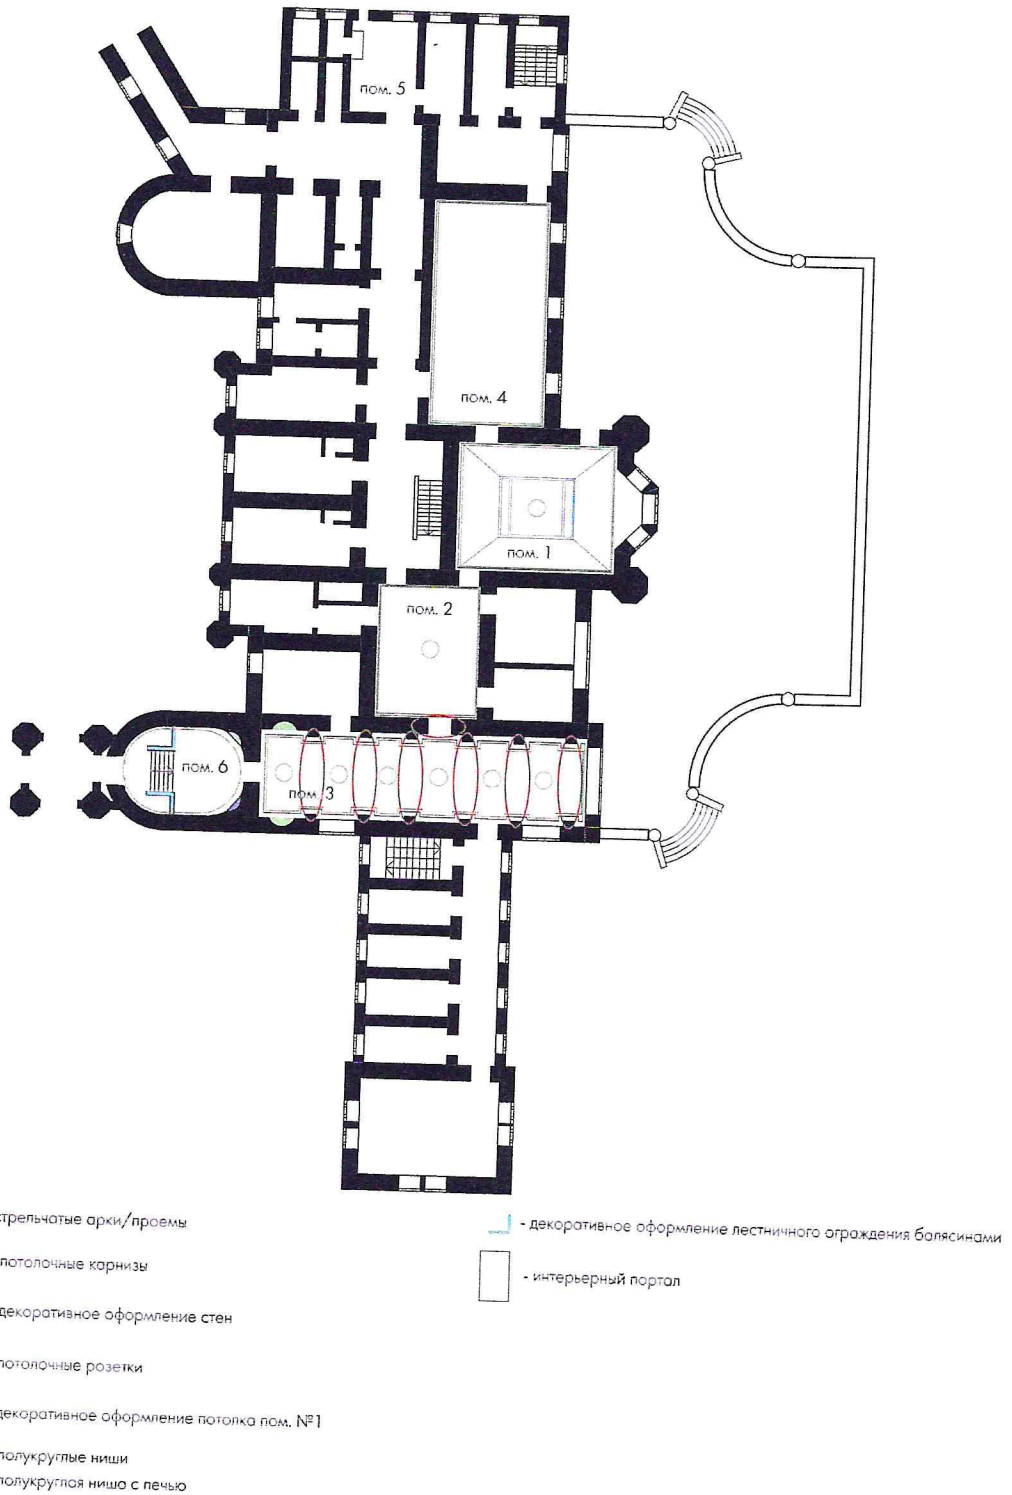 пом. 5
пом. 4
пом. 1
пом. 2
пом. 6
пом. 3
стрельчатые арки/проемы
потолочные карнизы
декоративное оформление стен
потолочные розетки
декоративное оформление потолка пом. №1
полукруглые ниши
полукруглая ниша с печью
- декоративное оформление лестничного ограждения балясинами
- интерьерный портал